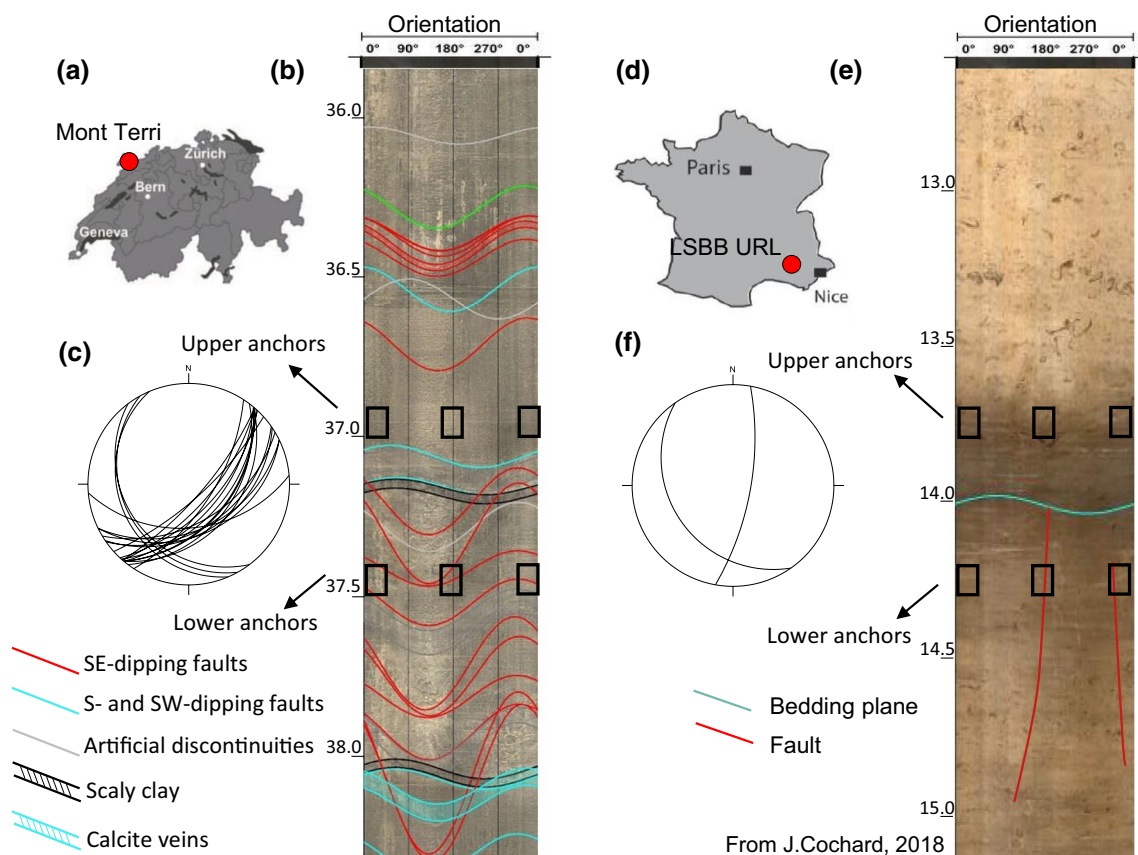 Orientation
0° 90° 180° 270° 0°
(a)
(b)
Mont Terri
Zürich
Bern
Geneva
36.0
36.5
37.0
37.5
38.0
(c)
N
Upper anchors
Lower anchors
SE-dipping faults
S- and SW-dipping faults
Artificial discontinuities
Scaly clay
Calcite veins
Orientation
0° 90° 180° 270° 0°
(d)
(e)
Paris
LSBB URL
Nice
13.0
13.5
14.0
14.5
15.0
(f)
N
Upper anchors
Lower anchors
Bedding plane
Fault
From J.Cochard, 2018